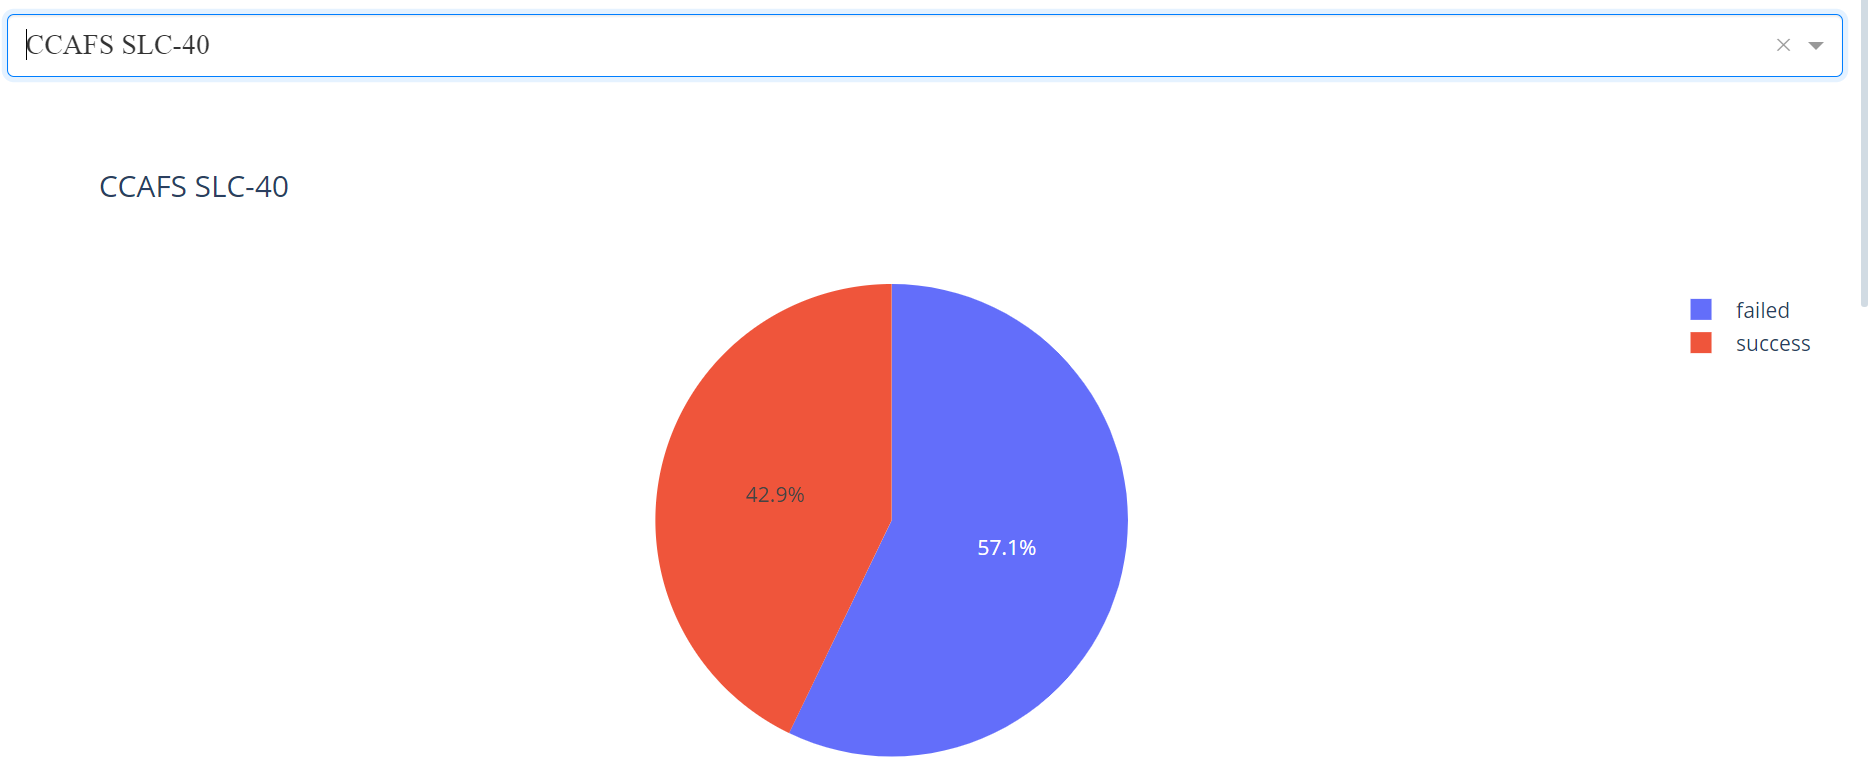 CCAFS SLC-40
CCAFS SLC-40
failed
success
42.9%
57.1%